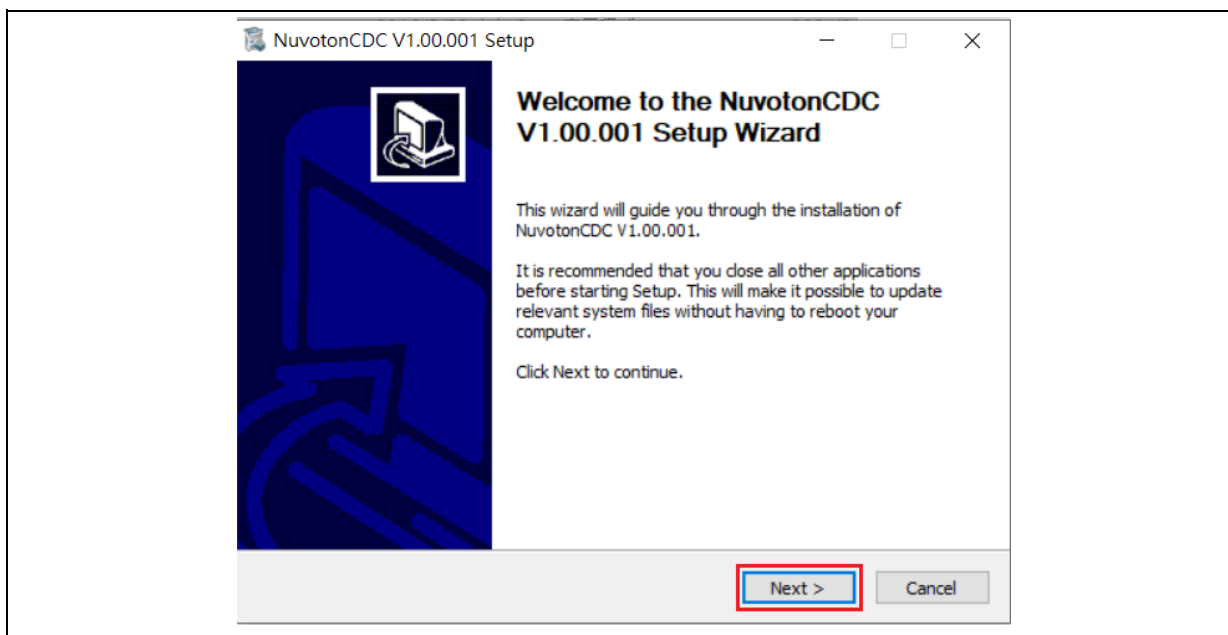 NuvotonCDC V1.00.001 Setup
Welcome to the NuvotonCDC
V1.00.001 Setup Wizard
This wizard will guide you through the installation of
NuvotonCDC V1.00.001.
It is recommended that you close all other applications
before starting Setup. This will make it possible to update
relevant system files without having to reboot your
computer.
Click Next to continue.
Next >
Cancel